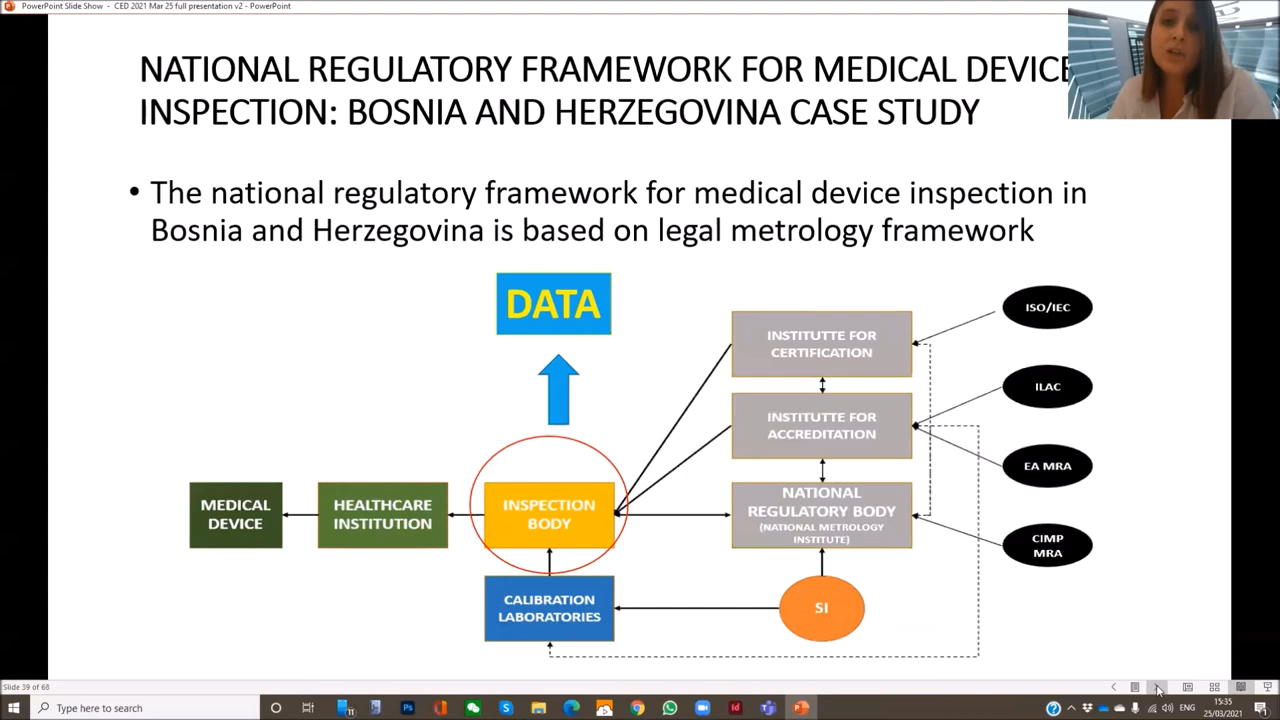 PowerPoint Slide Show - CED 2021 Mar 25 full presentation v2 - PowerPoint
NATIONAL REGULATORY FRAMEWORK FOR MEDICAL DEVICE
INSPECTION: BOSNIA AND HERZEGOVINA CASE STUDY
• The national regulatory framework for medical device inspection in
Bosnia and Herzegovina is based on legal metrology framework
DATA
INSTITUTTE FOR
CERTIFICATION
ISO/IEC
INSTITUTTE FOR
ACCREDITATION
ILAC
EA MRA
MEDICAL
DEVICE
HEALTHCARE
INSTITUTION
INSPECTION
BODY
NATIONAL
REGULATORY BODY
(NATIONAL METROLOGY
INSTITUTE)
CIMP
MRA
CALIBRATION
LABORATORIES
SI
Slide 39 of 68
Type here to search
ENG
15:35
25/03/2021